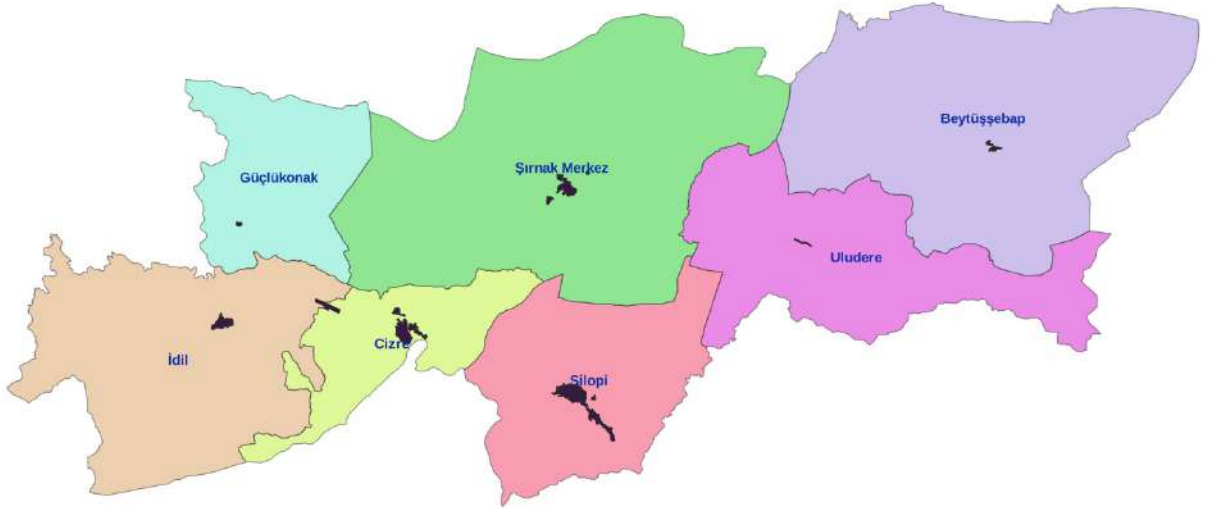 Beytüşşebap
Şırnak Merkez
Güçlükonak
Uludere
Cizre
İdil
Silopi